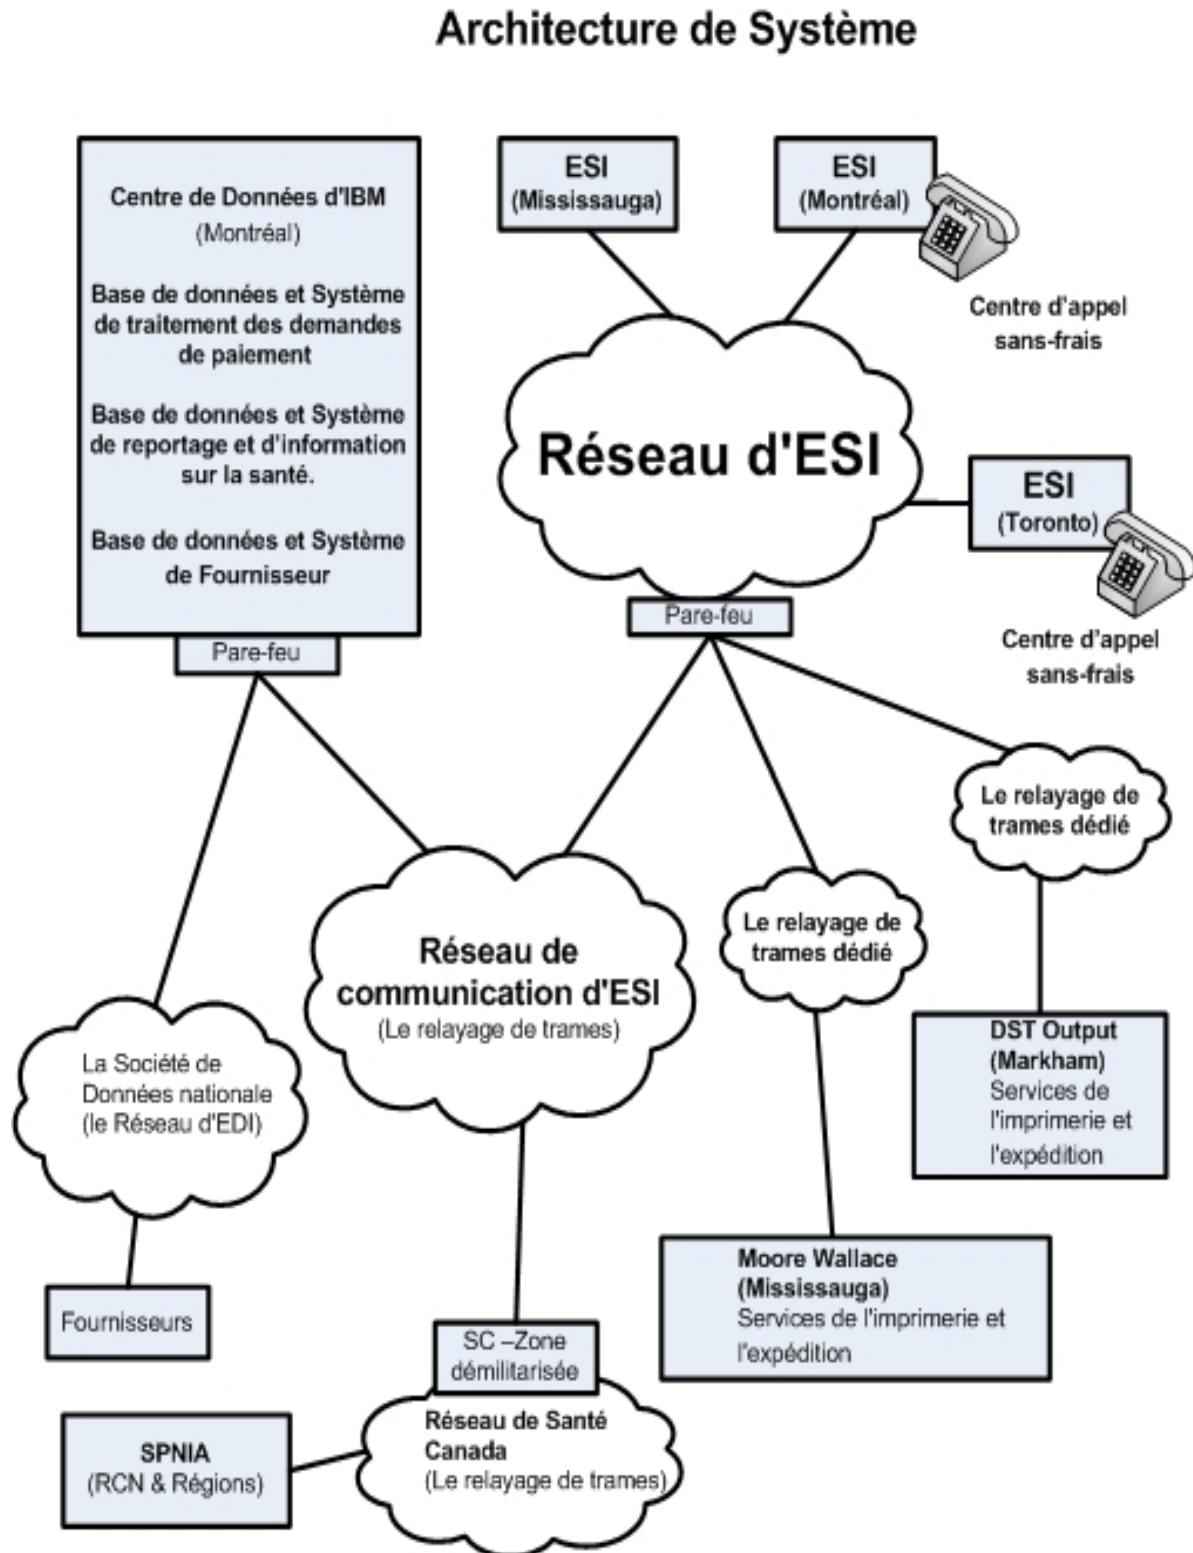 Architecture de Système
Centre de Données d'IBM
(Montréal)
Base de données et Système
de traitement des demandes
de paiement
Base de données et Système
de reportage et d'information
sur la santé.
Base de données et Système
de Fournisseur
Pare-feu
ESI
(Mississauga)
ESI
(Montréal)
Centre d'appel
sans-frais
Réseau d'ESI
ESI
(Toronto)
Centre d'appel
sans-frais
Pare-feu
Le relayage de
trames dédié
Le relayage de
trames dédié
Réseau de
communication d'ESI
(Le relayage de trames)
La Société de
Données nationale
(le Réseau d'EDI)
DST Output
(Markham)
Services de
l'imprimerie et
l'expédition
Moore Wallace
(Mississauga)
Services de l'imprimerie et
l'expédition
Fournisseurs
SC –Zone
démilitarisée
Réseau de Santé
Canada
(Le relayage de trames)
SPNIA
(RCN & Régions)